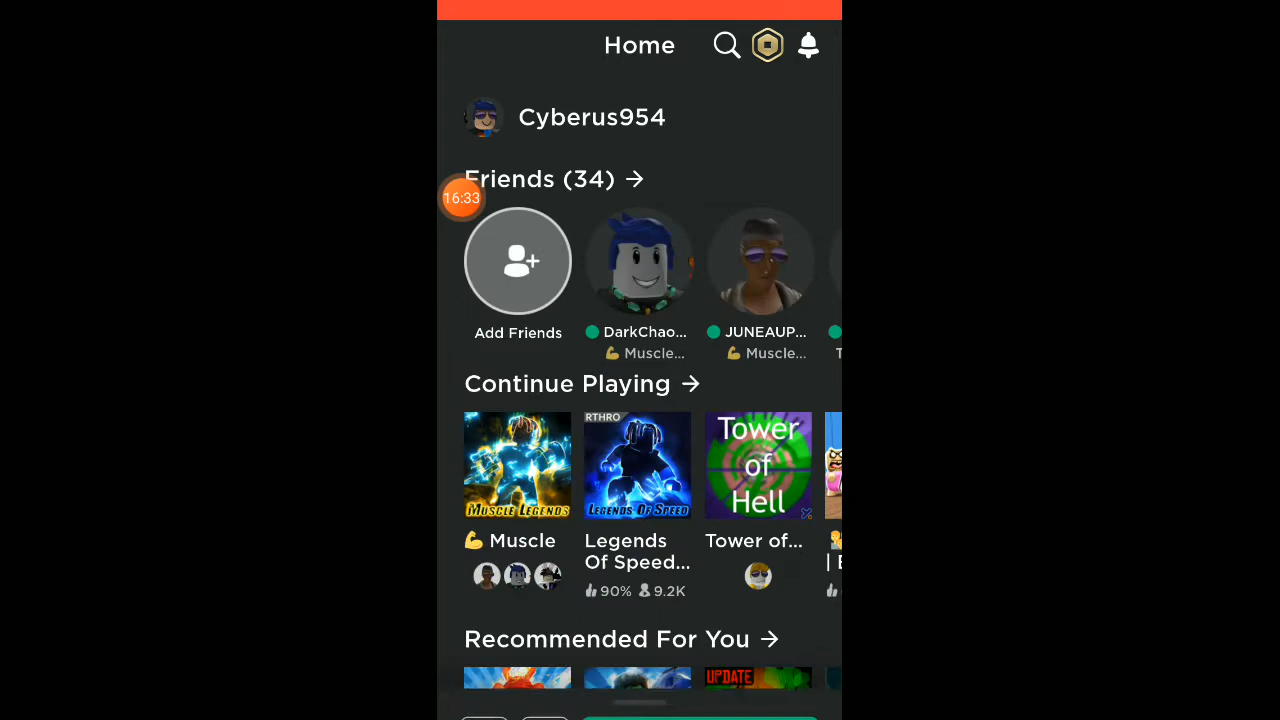 Home
Cyberus954
Friends (34)
16:33
Add Friends
DarkChao...
JUNEAUP...
Muscle...
Muscle...
Continue Playing
MUSCLE LEGENDS
RTHRO
LEGENDS OF SPEED
Tower
of
Hell
Muscle
Legends
Of Speed...
Tower of...
90% 9.2K
Recommended For You
UPDATE